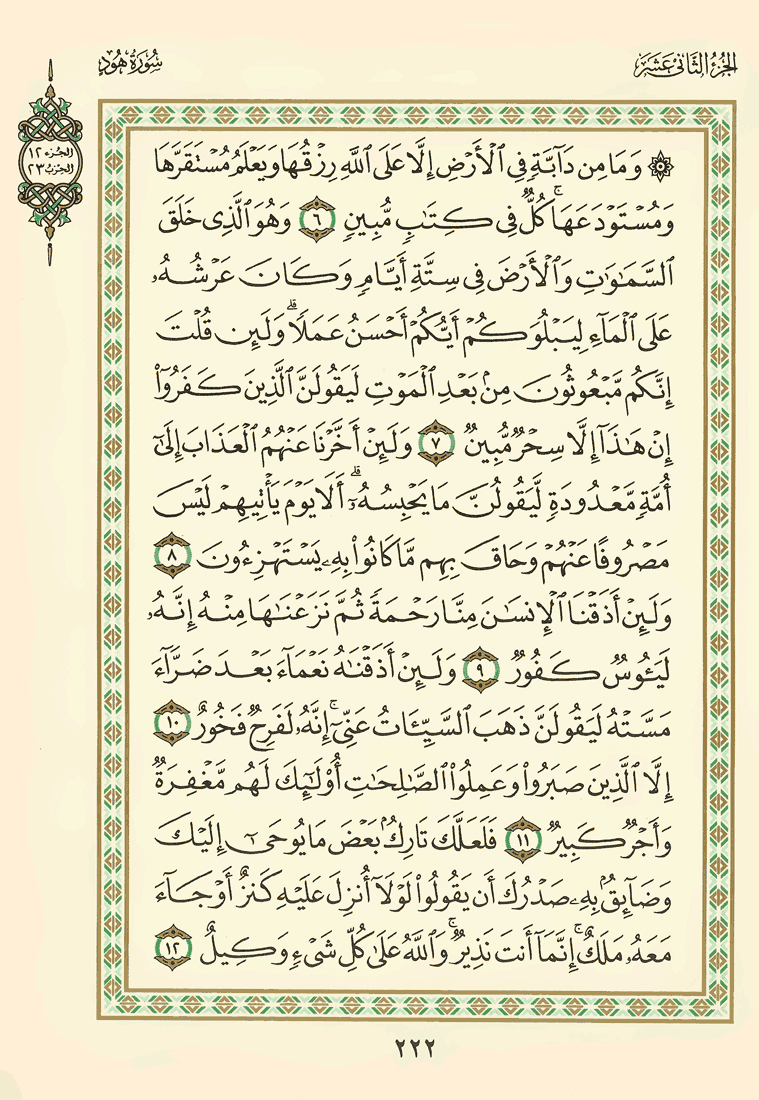 الجزء الثاني عشر
سورة هود
الجزء ١٢
الحزب ٢٣
۞ وَمَا مِن دَآبَّةٖ فِي ٱلۡأَرۡضِ إِلَّا عَلَى ٱللَّهِ رِزۡقُهَا وَيَعۡلَمُ مُسۡتَقَرَّهَا
وَمُسۡتَوۡدَعَهَاۚ كُلّٞ فِي كِتَٰبٖ مُّبِينٖ ٦ وَهُوَ ٱلَّذِي خَلَقَ
ٱلسَّمَٰوَٰتِ وَٱلۡأَرۡضَ فِي سِتَّةِ أَيَّامٖ وَكَانَ عَرۡشُهُۥ
عَلَى ٱلۡمَآءِ لِيَبۡلُوَكُمۡ أَيُّكُمۡ أَحۡسَنُ عَمَلٗاۗ وَلَئِن قُلۡتَ
إِنَّكُم مَّبۡعُوثُونَ مِنۢ بَعۡدِ ٱلۡمَوۡتِ لَيَقُولَنَّ ٱلَّذِينَ كَفَرُوٓاْ
إِنۡ هَٰذَآ إِلَّا سِحۡرٞ مُّبِينٞ ٧ وَلَئِنۡ أَخَّرۡنَا عَنۡهُمُ ٱلۡعَذَابَ إِلَىٰٓ
أُمَّةٖ مَّعۡدُودَةٖ لَّيَقُولُنَّ مَا يَحۡبِسُهُۥٓۗ أَلَا يَوۡمَ يَأۡتِيهِمۡ لَيۡسَ
مَصۡرُوفًا عَنۡهُمۡ وَحَاقَ بِهِم مَّا كَانُواْ بِهِۦ يَسۡتَهۡزِءُونَ ٨
وَلَئِنۡ أَذَقۡنَا ٱلۡإِنسَٰنَ مِنَّا رَحۡمَةٗ ثُمَّ نَزَعۡنَٰهَا مِنۡهُ إِنَّهُۥ
لَيَـُٔوسٞ كَفُورٞ ٩ وَلَئِنۡ أَذَقۡنَٰهُ نَعۡمَآءَ بَعۡدَ ضَرَّآءَ
مَسَّتۡهُ لَيَقُولَنَّ ذَهَبَ ٱلسَّيِّـَٔاتُ عَنِّيٓۚ إِنَّهُۥ لَفَرِحٞ فَخُورٌ ١٠
إِلَّا ٱلَّذِينَ صَبَرُواْ وَعَمِلُواْ ٱلصَّٰلِحَٰتِ أُوْلَٰٓئِكَ لَهُم مَّغۡفِرَةٞ
وَأَجۡرٞ كَبِيرٞ ١١ فَلَعَلَّكَ تَارِكُۢ بَعۡضَ مَا يُوحَىٰٓ إِلَيۡكَ
وَضَآئِقُۢ بِهِۦ صَدۡرُكَ أَن يَقُولُواْ لَوۡلَآ أُنزِلَ عَلَيۡهِ كَنزٌ أَوۡ جَآءَ
مَعَهُۥ مَلَكٌۚ إِنَّمَآ أَنتَ نَذِيرٞۚ وَٱللَّهُ عَلَىٰ كُلِّ شَيۡءٖ وَكِيلٌ ١٢
٢٢٢